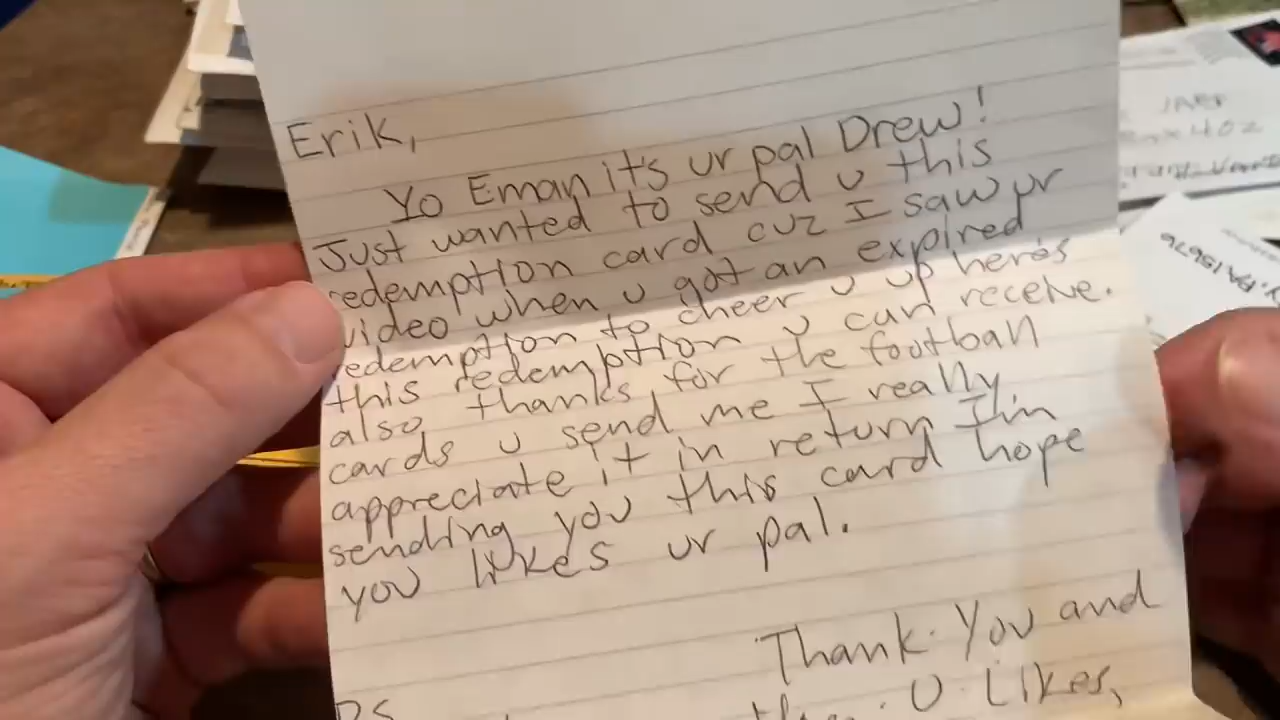 Erik,
Yo Eman it's ur pal Drew!
Just wanted to send u this
redemption card cuz I saw ur
video when u got an expired
redemption to cheer u up here's
this redemption u can receive.
also thanks for the football
cards u send me I really
appreciate it in return I'm
sending you this card hope
you likes ur pal.
Thank You and
U Likes,
PS
Y, PA 15676